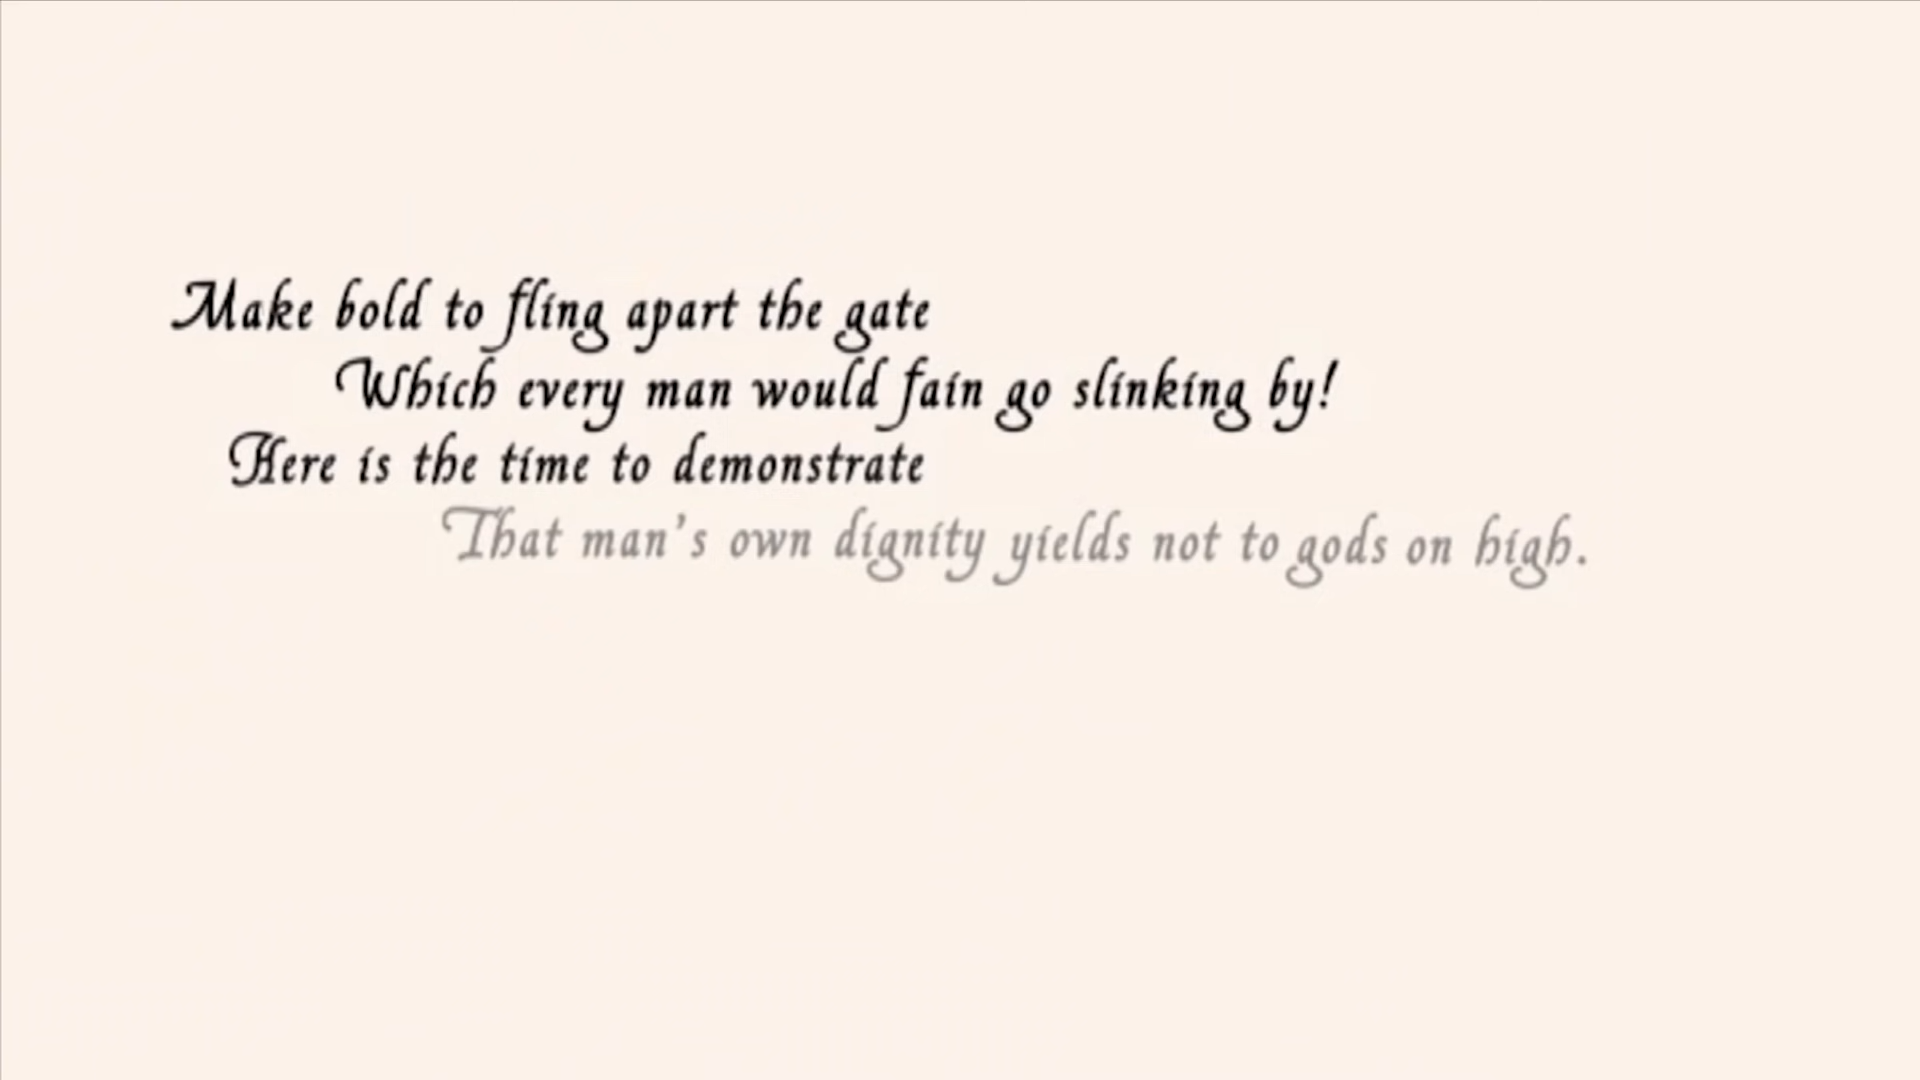 Make bold to fling apart the gate
Which every man would fain go slinking by!
Here is the time to demonstrate
That man's own dignity yields not to gods on high.